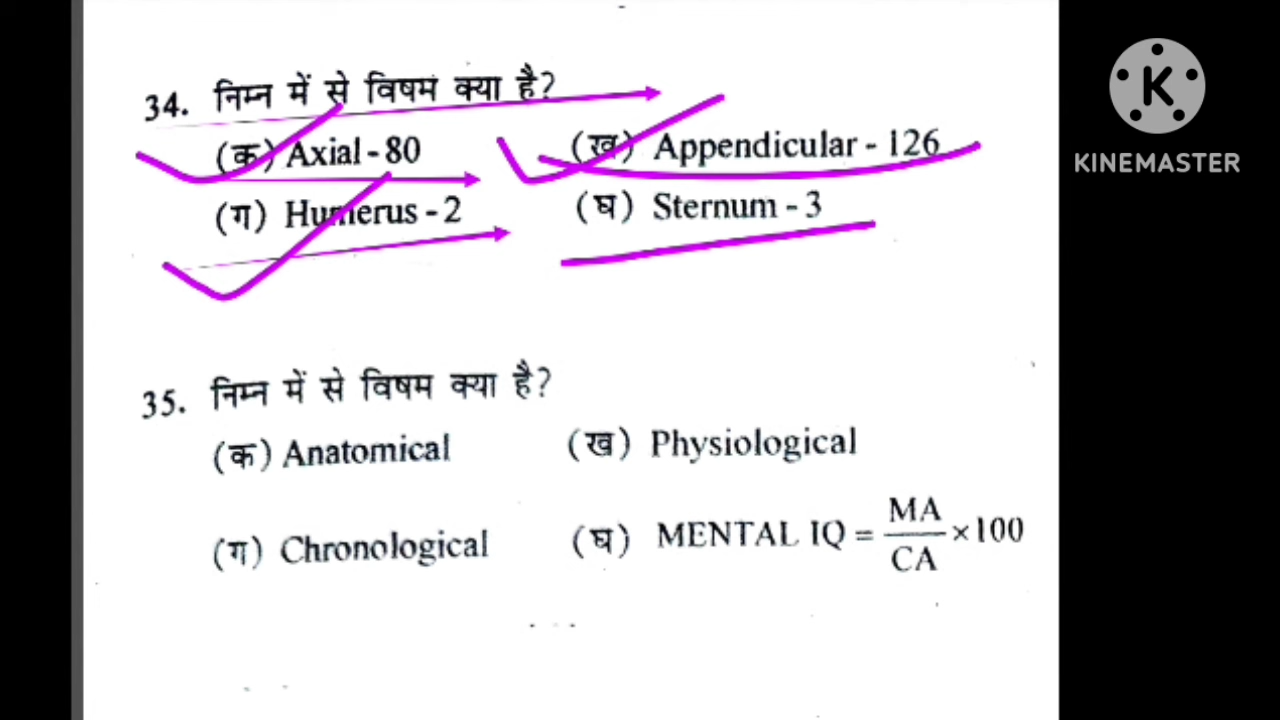 34. निम्न में से विषम क्या है?
(क) Axial - 80 (ख) Appendicular - 126
(ग) Humerus - 2 (घ) Sternum - 3
35. निम्न में से विषम क्या है?
(क) Anatomical (ख) Physiological
(ग) Chronological (घ) MENTAL IQ = MA/CA × 100
K
KINEMASTER